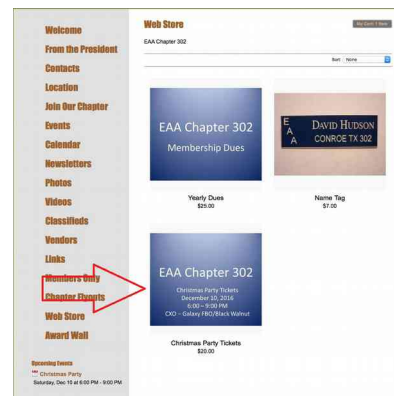 Welcome
From the President
Contacts
Location
Join Our Chapter
Events
Calendar
Newsletters
Photos
Videos
Classifieds
Vendors
Links
Members Only
Chapter Flyouts
Web Store
Award Wall
Upcoming Events
Christmas Party
Saturday, Dec 10 at 6:00 PM - 9:00 PM
Web Store
My Cart: 1 Item
EAA Chapter 302
Sort: None
EAA Chapter 302
Membership Dues
Yearly Dues
$25.00
E
A
A
DAVID HUDSON
CONROE TX 302
Name Tag
$7.00
EAA Chapter 302
Christmas Party Tickets
December 10, 2016
6:00 – 9:00 PM
CXO – Galaxy FBO/Black Walnut
Christmas Party Tickets
$20.00